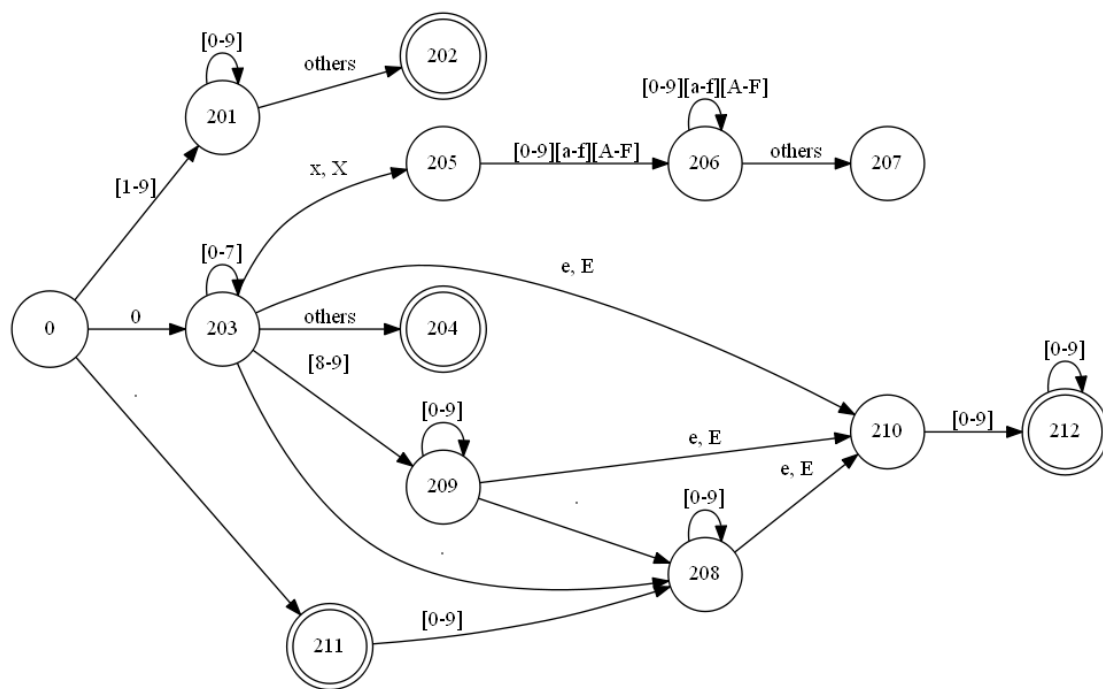 [0-9]
others
202
201
[0-9][a-f][A-F]
205
[0-9][a-f][A-F]
206
others
207
x, X
[1-9]
[0-7]
e, E
0
0
203
others
204
[8-9]
[0-9]
.
[0-9]
210
[0-9]
212
e, E
209
e, E
.
[0-9]
.
208
[0-9]
211